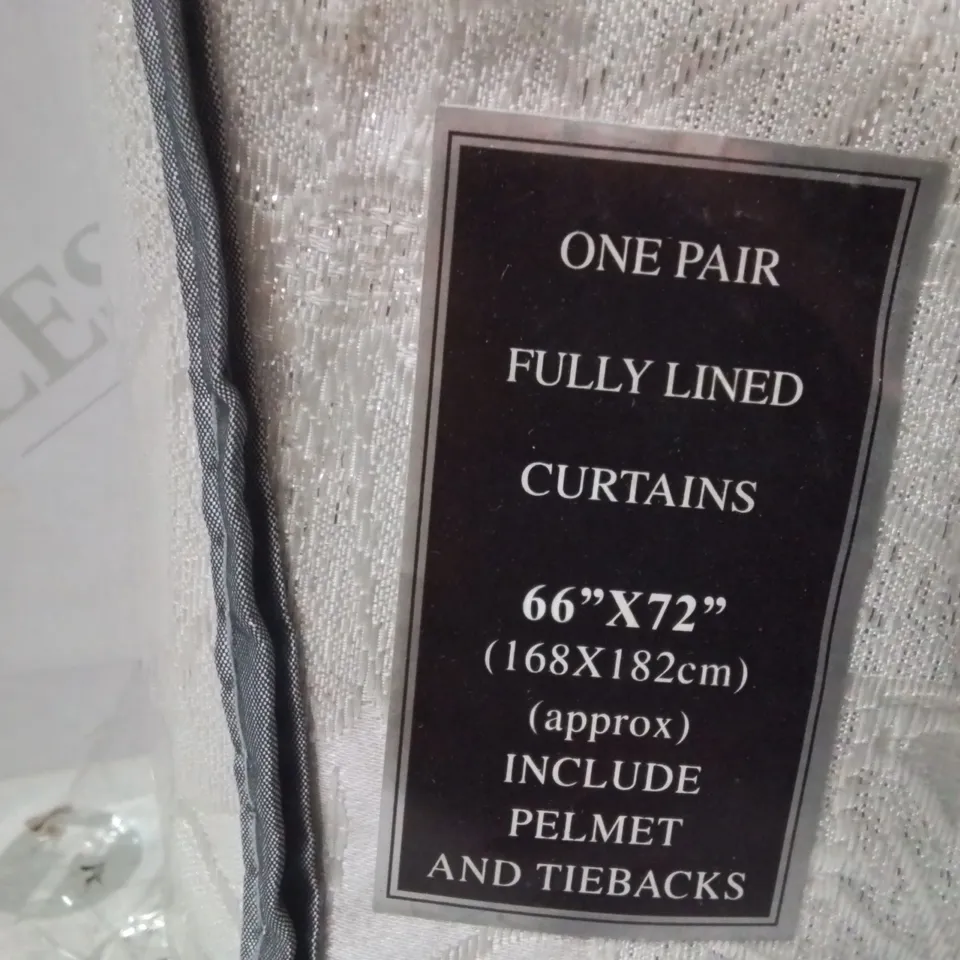 ONE PAIR
FULLY LINED
CURTAINS
66”X72”
(168X182cm)
(approx)
INCLUDE
PELMET
AND TIEBACKS